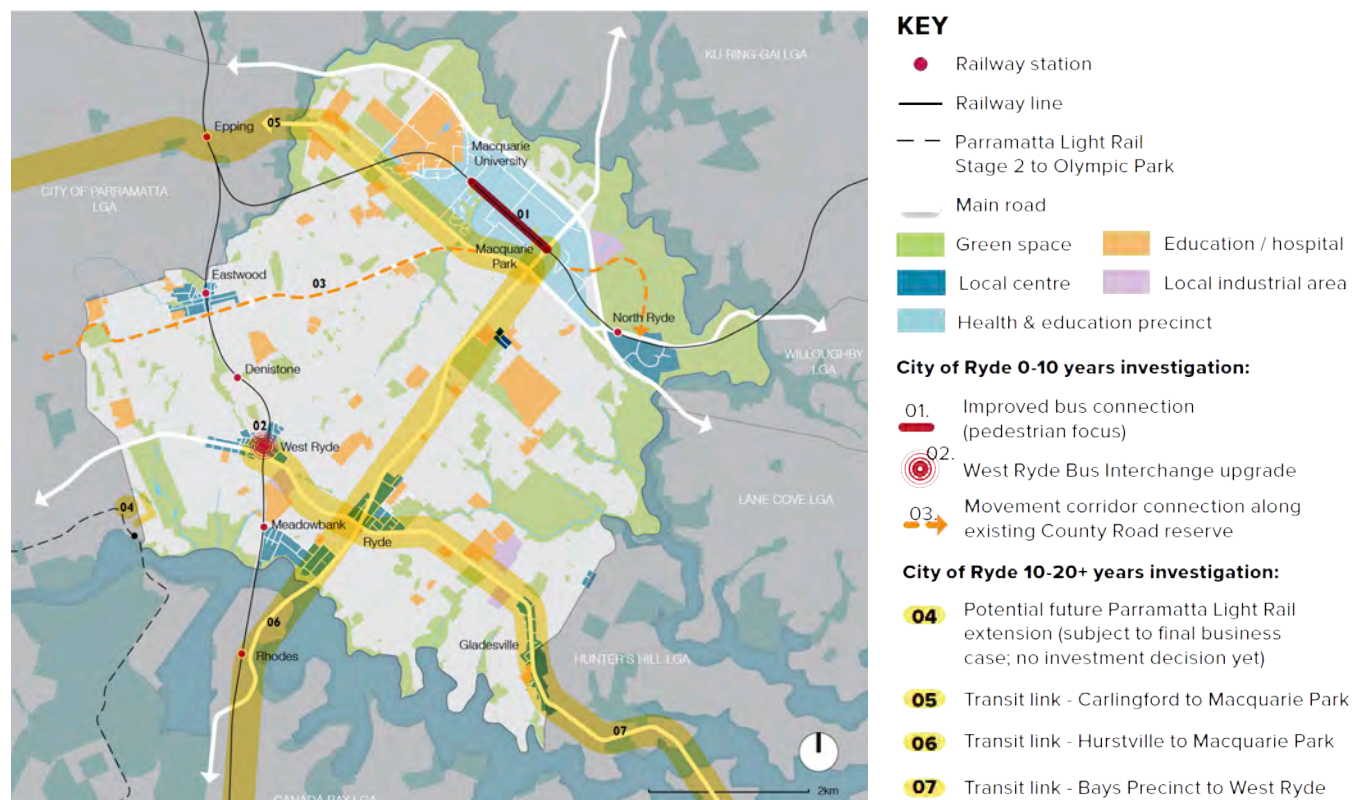 KU-RING-GAI LGA
05
Epping
Macquarie
University
CITY OF PARRAMATTA
LGA
01
Macquarie
Park
Eastwood
03
North Ryde
WILLOUGHBY
LGA
Denistone
02
West Ryde
LANE COVE LGA
04
Meadowbank
Ryde
06
Gladesville
HUNTER'S HILL LGA
Rhodes
07
2km
CANADA BAY LGA
KEY
Railway station
Railway line
Parramatta Light Rail
Stage 2 to Olympic Park
Main road
Green space
Education / hospital
Local centre
Local industrial area
Health & education precinct
City of Ryde 0-10 years investigation:
01. Improved bus connection
(pedestrian focus)
02. West Ryde Bus Interchange upgrade
03. Movement corridor connection along
existing County Road reserve
City of Ryde 10-20+ years investigation:
04 Potential future Parramatta Light Rail
extension (subject to final business
case; no investment decision yet)
05 Transit link - Carlingford to Macquarie Park
06 Transit link - Hurstville to Macquarie Park
07 Transit link - Bays Precinct to West Ryde